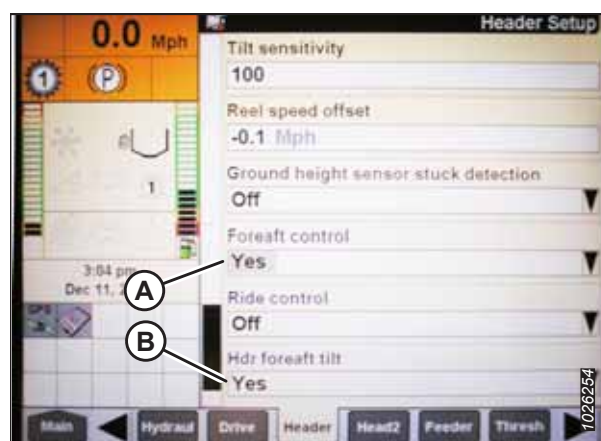 0.0 Mph
Header Setup
Tilt sensitivity
100
1
P
Reel speed offset
-0.1 Mph
Ground height sensor stuck detection
1
Off
Foreaft control
Yes
3:04 pm
Dec 11,
A
Ride control
Off
B
Hdr foreaft tilt
Yes
1026254
Main
Hydraul
Drive
Header
Head2
Feeder
Thresh